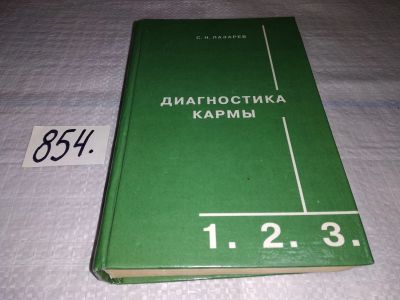 С. Н. ЛАЗАРЕВ
ДИАГНОСТИКА
КАРМЫ
854.
1. 2. 3.